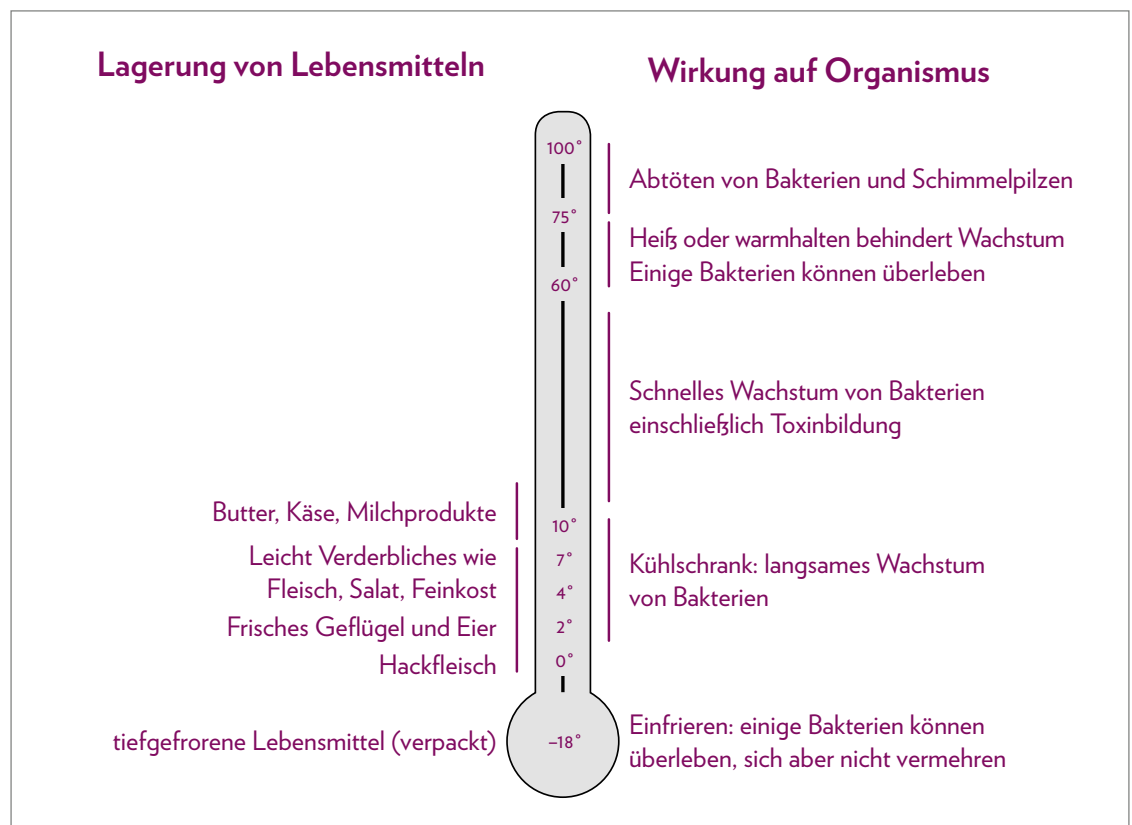 Lagerung von Lebensmitteln
Wirkung auf Organismus
100°
75°
60°
10°
7°
4°
2°
0°
–18°
Butter, Käse, Milchprodukte
Leicht Verderbliches wie
Fleisch, Salat, Feinkost
Frisches Geflügel und Eier
Hackfleisch
tiefgefrorene Lebensmittel (verpackt)
Abtöten von Bakterien und Schimmelpilzen
Heiß oder warmhalten behindert Wachstum
Einige Bakterien können überleben
Schnelles Wachstum von Bakterien
einschließlich Toxinbildung
Kühlschrank: langsames Wachstum
von Bakterien
Einfrieren: einige Bakterien können
überleben, sich aber nicht vermehren